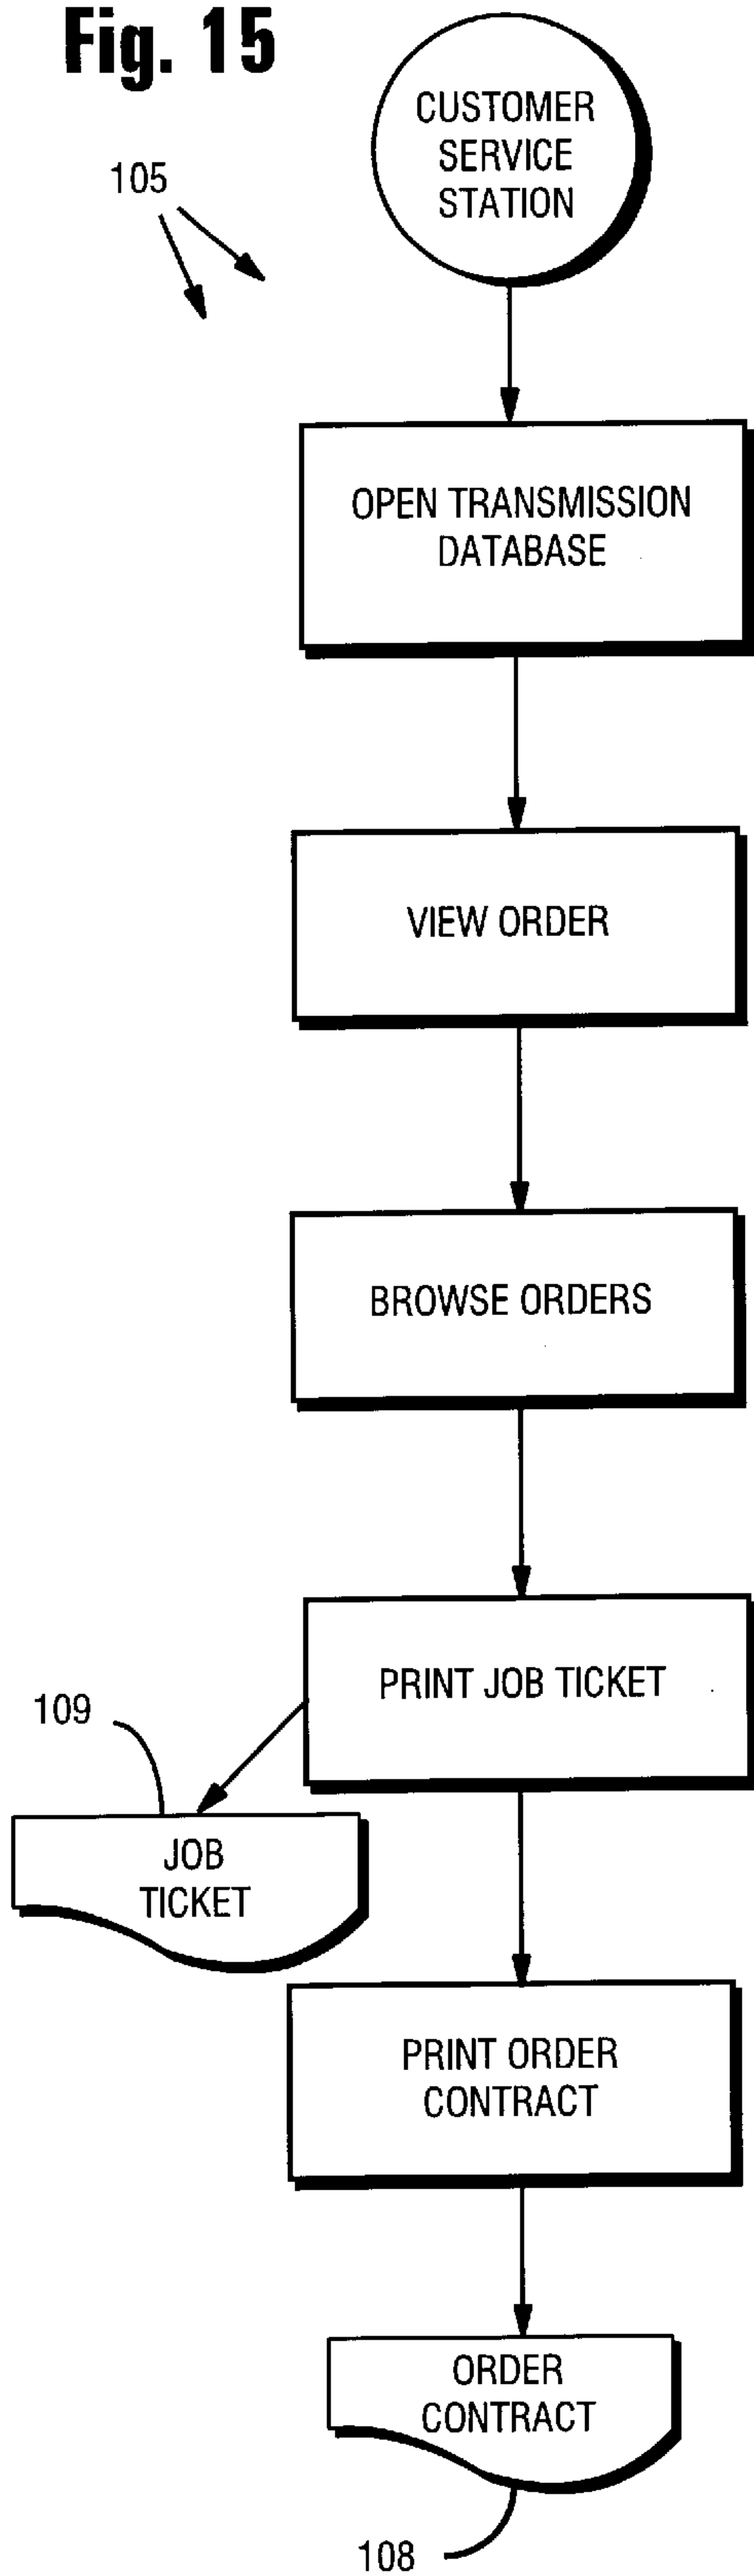 Fig. 15
105
CUSTOMER
SERVICE
STATION
OPEN TRANSMISSION
DATABASE
VIEW ORDER
BROWSE ORDERS
PRINT JOB TICKET
109
JOB
TICKET
PRINT ORDER
CONTRACT
ORDER
CONTRACT
108